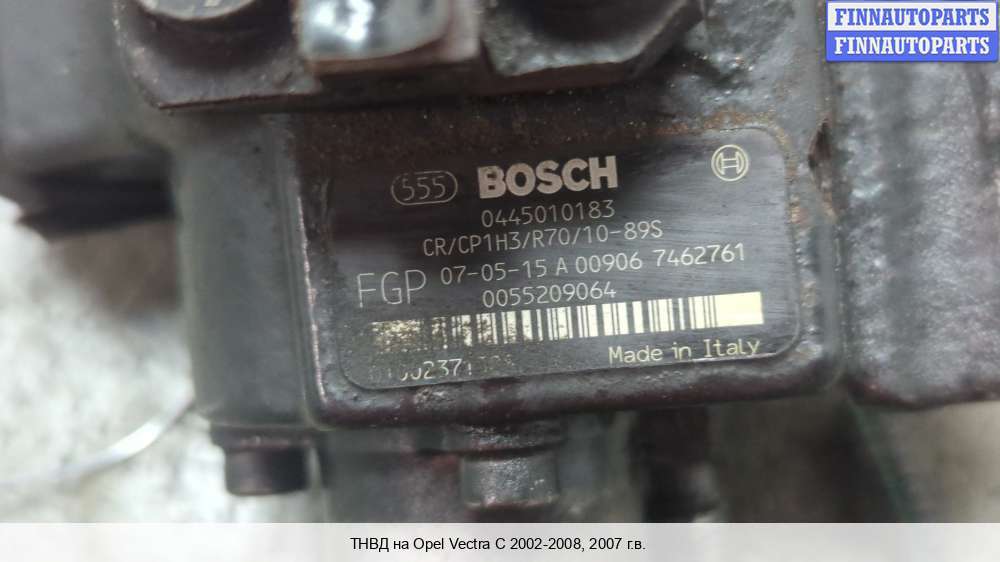 FINNAUTOPARTS
FINNAUTOPARTS
555 BOSCH
0445010183
CR/CP1H3/R70/10-89S
FGP 07-05-15 A 00906 7462761
0055209064
Made in Italy
ТНВД на Opel Vectra C 2002-2008, 2007 г.в.